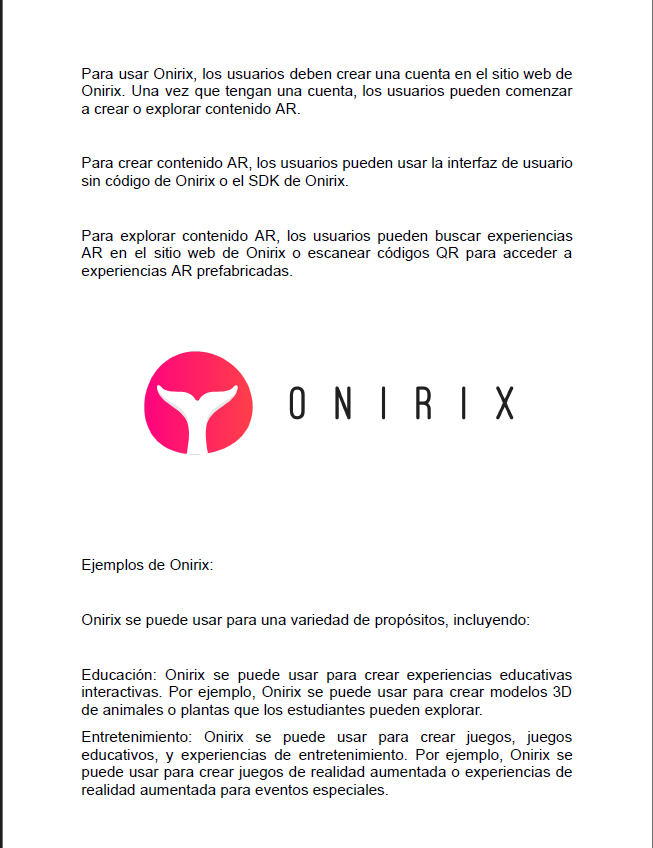 Para usar Onirix, los usuarios deben crear una cuenta en el sitio web de
Onirix. Una vez que tengan una cuenta, los usuarios pueden comenzar
a crear o explorar contenido AR.
Para crear contenido AR, los usuarios pueden usar la interfaz de usuario
sin código de Onirix o el SDK de Onirix.
Para explorar contenido AR, los usuarios pueden buscar experiencias
AR en el sitio web de Onirix o escanear códigos QR para acceder a
experiencias AR prefabricadas.
ONIRIX
Ejemplos de Onirix:
Onirix se puede usar para una variedad de propósitos, incluyendo:
Educación: Onirix se puede usar para crear experiencias educativas
interactivas. Por ejemplo, Onirix se puede usar para crear modelos 3D
de animales o plantas que los estudiantes pueden explorar.
Entretenimiento: Onirix se puede usar para crear juegos, juegos
educativos, y experiencias de entretenimiento. Por ejemplo, Onirix se
puede usar para crear juegos de realidad aumentada o experiencias de
realidad aumentada para eventos especiales.